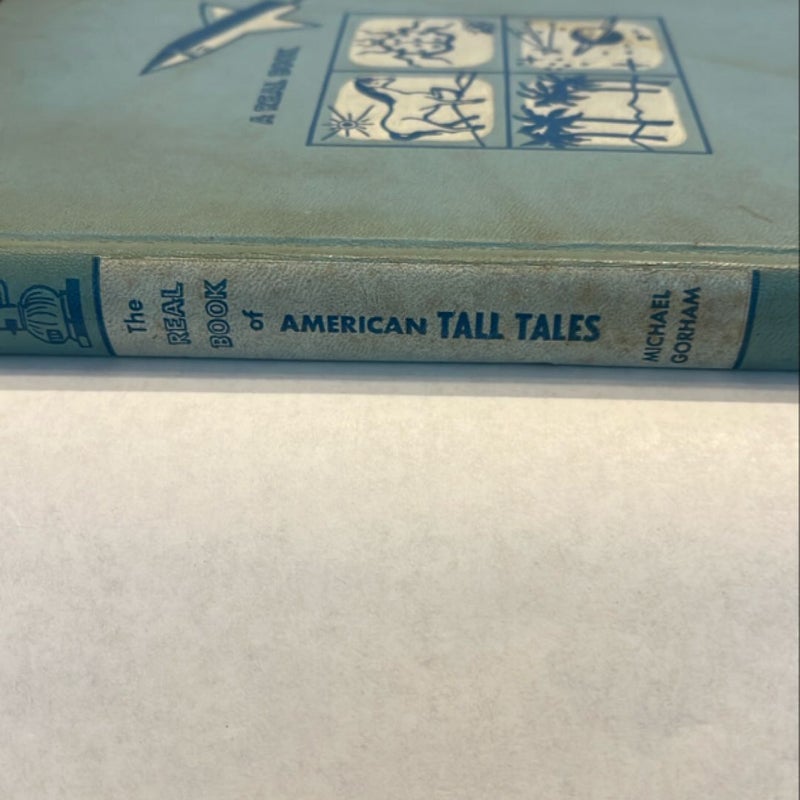 A REAL BOOK
The
REAL
BOOK
of
AMERICAN TALL TALES
MICHAEL
GORHAM